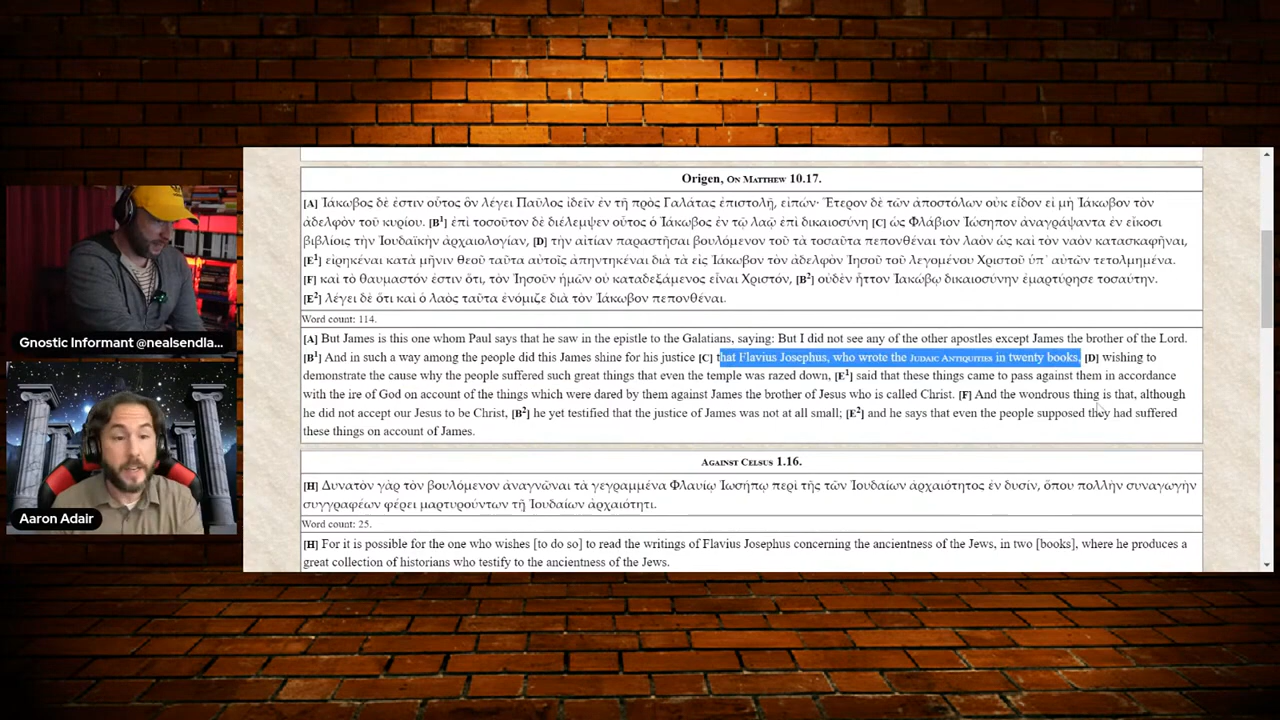 Origen, On Matthew 10.17.
[A] Ἰάκωβος δέ ἐστιν οὗτος ὃν λέγει Παῦλος ἰδεῖν ἐν τῇ πρὸς Γαλάτας ἐπιστολῇ, εἰπών· Ἕτερον δὲ τῶν ἀποστόλων οὐκ εἶδον εἰ μὴ Ἰάκωβον τὸν
ἀδελφὸν τοῦ κυρίου. [B¹] ἐπὶ τοσοῦτον δὲ διέλαμψεν οὗτος ὁ Ἰάκωβος ἐν τῷ λαῷ ἐπὶ δικαιοσύνῃ [C] ὡς Φλάβιον Ἰώσηπον ἀναγράψαντα ἐν εἴκοσι
βιβλίοις τὴν Ἰουδαϊκὴν ἀρχαιολογίαν, [D] τὴν αἰτίαν παραστῆσαι βουλόμενον τοῦ τὰ τοσαῦτα πεπονθέναι τὸν λαὸν ὡς καὶ τὸν ναὸν κατασκαφῆναι,
[E¹] εἰρηκέναι κατὰ μῆνιν θεοῦ ταῦτα αὐτοῖς ἀπηντηκέναι διὰ τὰ εἰς Ἰάκωβον τὸν ἀδελφὸν Ἰησοῦ τοῦ λεγομένου Χριστοῦ ὑπ᾽ αὐτῶν τετολμημένα.
[F] καὶ τὸ θαυμαστόν ἐστιν ὅτι, τὸν Ἰησοῦν ἡμῶν οὐ καταδεξάμενος εἶναι Χριστόν, [B²] οὐδὲν ἧττον Ἰακώβῳ δικαιοσύνην ἐμαρτύρησε τοσαύτην.
[E²] λέγει δὲ ὅτι καὶ ὁ λαὸς ταῦτα ἐνόμιζε διὰ τὸν Ἰάκωβον πεπονθέναι.
Word count: 114.
[A] But James is this one whom Paul says that he saw in the epistle to the Galatians, saying: But I did not see any of the other apostles except James the brother of the Lord.
[B¹] And in such a way among the people did this James shine for his justice [C] that Flavius Josephus, who wrote the Judaic Antiquities in twenty books, [D] wishing to
demonstrate the cause why the people suffered such great things that even the temple was razed down, [E¹] said that these things came to pass against them in accordance
with the ire of God on account of the things which were dared by them against James the brother of Jesus who is called Christ. [F] And the wondrous thing is that, although
he did not accept our Jesus to be Christ, [B²] he yet testified that the justice of James was not at all small; [E²] and he says that even the people supposed they had suffered
these things on account of James.
Against Celsus 1.16.
[H] Δυνατὸν γὰρ τὸν βουλόμενον ἀναγνῶναι τὰ γεγραμμένα Φλαυίῳ Ἰωσήπῳ περὶ τῆς τῶν Ἰουδαίων ἀρχαιότητος ἐν δυσίν, ὅπου πολλὴν συναγωγὴν
συγγραφέων φέρει μαρτυρούντων τῇ Ἰουδαίων ἀρχαιότητι.
Word count: 25.
[H] For it is possible for the one who wishes [to do so] to read the writings of Flavius Josephus concerning the ancientness of the Jews, in two [books], where he produces a
great collection of historians who testify to the ancientness of the Jews.
Gnostic Informant @nealsendla...
Aaron Adair